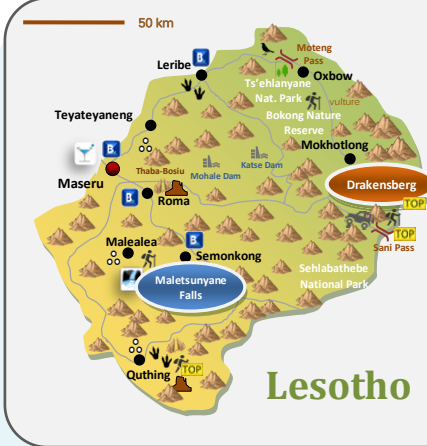 50 km
Moteng
Pass
Leribe
Oxbow
Ts'ehlanyane
Nat. Park
vulture
Teyateyaneng
Bokong Nature
Reserve
Mokhotlong
Thaba-Bosiu
Mohale Dam
Katse Dam
Maseru
Drakensberg
Roma
TOP
TOP
Sani Pass
Malealea
Semonkong
Sehlabathebe
National Park
Maletsunyane
Falls
Quthing
TOP
Lesotho